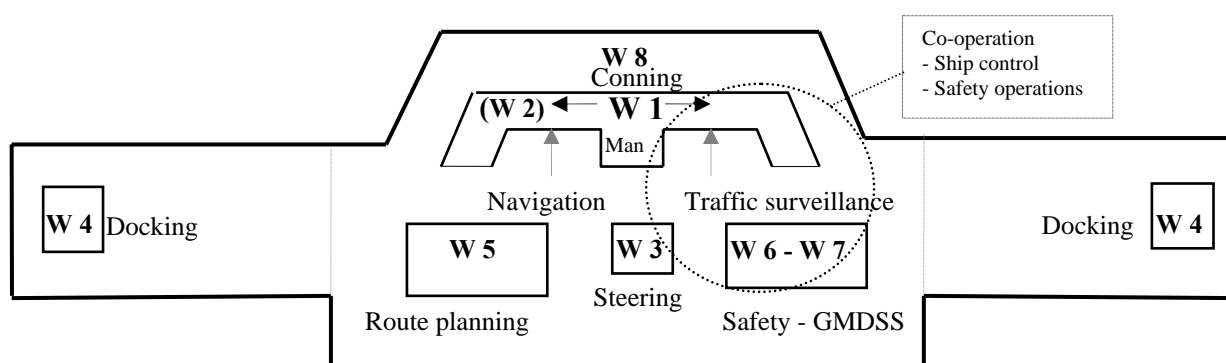 Co-operation
- Ship control
- Safety operations
W 8
Conning
(W 2)
W 1
Man
Navigation
Traffic surveillance
W 4
Docking
Docking
W 4
W 5
W 3
W 6 - W 7
Steering
Route planning
Safety - GMDSS